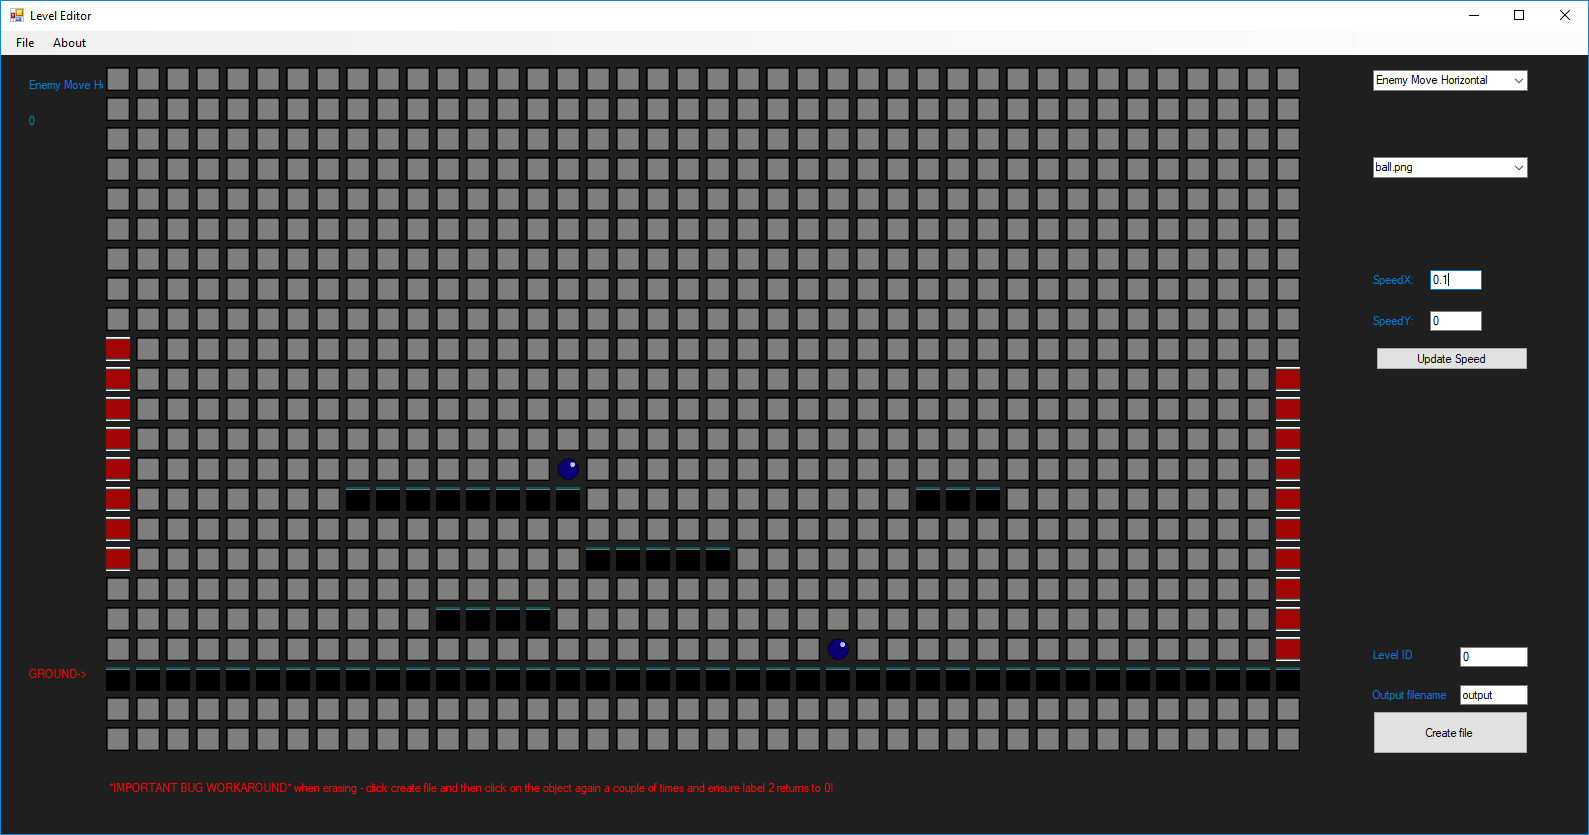 Level Editor
File About
Enemy Move H
0
Enemy Move Horizontal
ball.png
SpeedX: 0.1
SpeedY: 0
Update Speed
GROUND->
Level ID 0
Output filename output
Create file
*IMPORTANT BUG WORKAROUND* when erasing - click create file and then click on the object again a couple of times and ensure label 2 returns to 0!